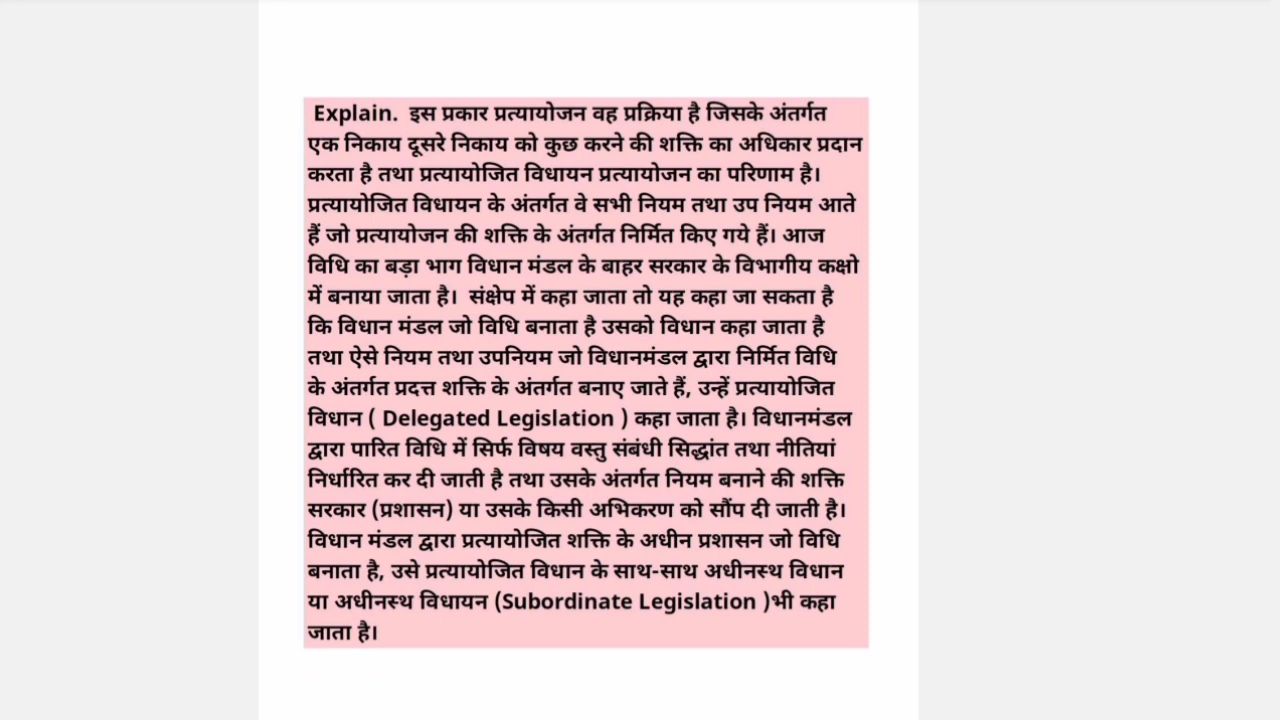 Explain. इस प्रकार प्रत्यायोजन वह प्रक्रिया है जिसके अंतर्गत
एक निकाय दूसरे निकाय को कुछ करने की शक्ति का अधिकार प्रदान
करता है तथा प्रत्यायोजित विधायन प्रत्यायोजन का परिणाम है।
प्रत्यायोजित विधायन के अंतर्गत वे सभी नियम तथा उप नियम आते
हैं जो प्रत्यायोजन की शक्ति के अंतर्गत निर्मित किए गये हैं। आज
विधि का बड़ा भाग विधान मंडल के बाहर सरकार के विभागीय कक्षो
में बनाया जाता है। संक्षेप में कहा जाता तो यह कहा जा सकता है
कि विधान मंडल जो विधि बनाता है उसको विधान कहा जाता है
तथा ऐसे नियम तथा उपनियम जो विधानमंडल द्वारा निर्मित विधि
के अंतर्गत प्रदत्त शक्ति के अंतर्गत बनाए जाते हैं, उन्हें प्रत्यायोजित
विधान ( Delegated Legislation ) कहा जाता है। विधानमंडल
द्वारा पारित विधि में सिर्फ विषय वस्तु संबंधी सिद्धांत तथा नीतियां
निर्धारित कर दी जाती है तथा उसके अंतर्गत नियम बनाने की शक्ति
सरकार (प्रशासन) या उसके किसी अभिकरण को सौंप दी जाती है।
विधान मंडल द्वारा प्रत्यायोजित शक्ति के अधीन प्रशासन जो विधि
बनाता है, उसे प्रत्यायोजित विधान के साथ-साथ अधीनस्थ विधान
या अधीनस्थ विधायन (Subordinate Legislation )भी कहा
जाता है।